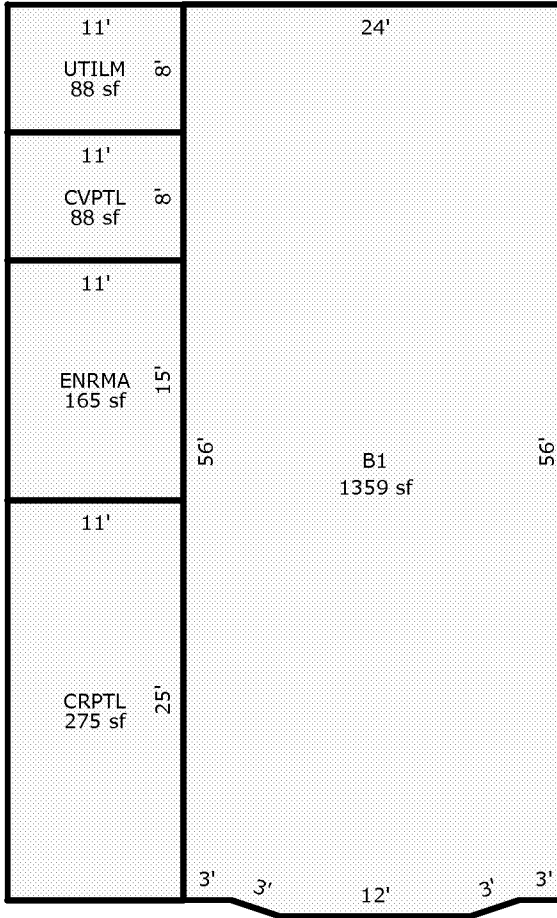 11'
UTILM
88 sf
8'
11'
CVPTL
88 sf
8'
11'
ENRMA
165 sf
15'
11'
CRPTL
275 sf
25'
24'
56'
B1
1359 sf
56'
3'
3'
12'
3'
3'